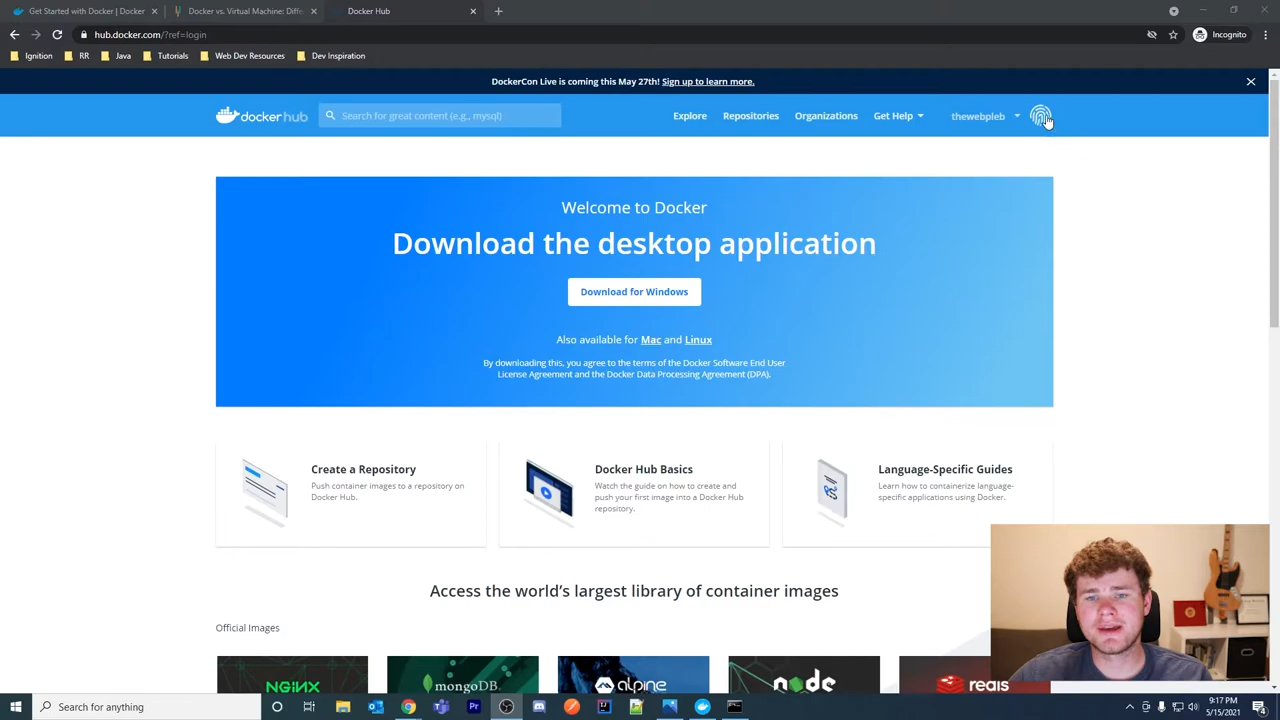 Get Started with Docker | Docker
Docker vs. Virtual Machine: Diffe
Docker Hub
hub.docker.com/?ref=login
Incognito
Ignition
RR
Java
Tutorials
Web Dev Resources
Dev Inspiration
DockerCon Live is coming this May 27th! Sign up to learn more.
dockerhub
Search for great content (e.g., mysql)
Explore
Repositories
Organizations
Get Help
thewebpleb
Welcome to Docker
Download the desktop application
Download for Windows
Also available for Mac and Linux
By downloading this, you agree to the terms of the Docker Software End User
License Agreement and the Docker Data Processing Agreement (DPA).
Create a Repository
Push container images to a repository on
Docker Hub.
Docker Hub Basics
Watch the guide on how to create and
push your first image into a Docker Hub
repository.
Language-Specific Guides
Learn how to containerize language-
specific applications using Docker.
Access the world's largest library of container images
Official Images
NGINX
mongoDB.
alpine
node
redis
Search for anything
9:17 PM
5/15/2021